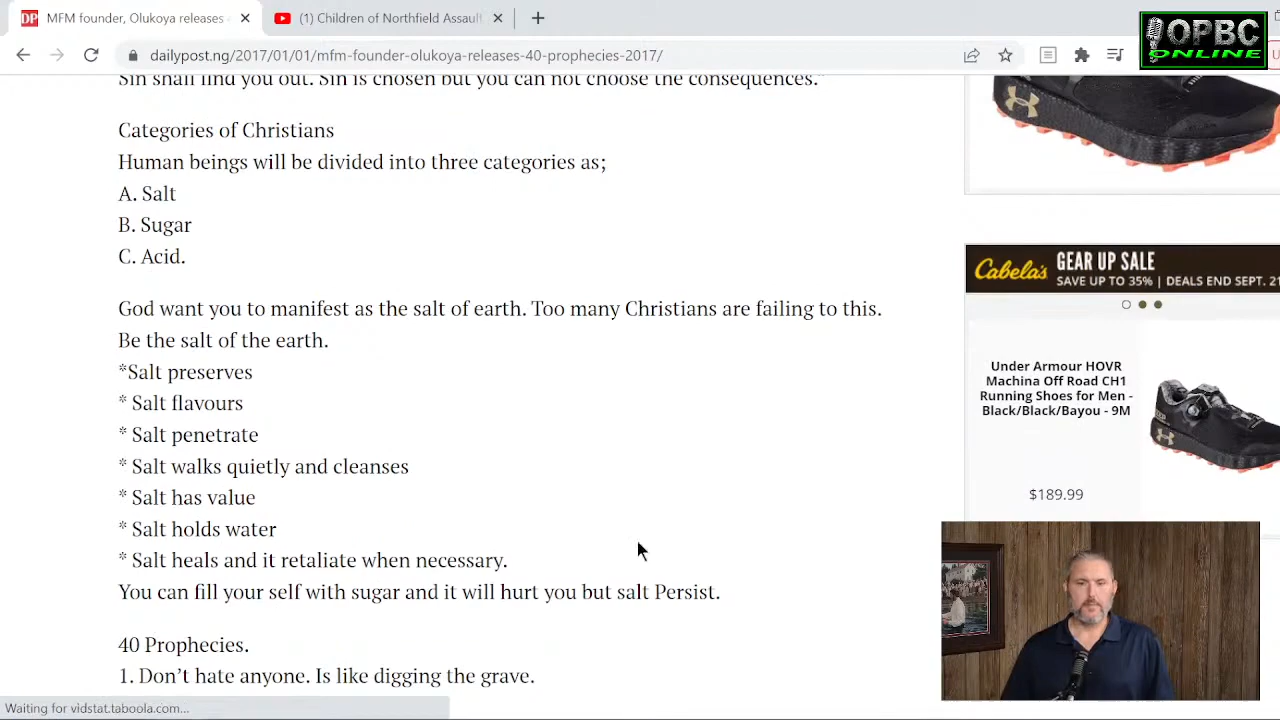 MFM founder, Olukoya releases
(1) Children of Northfield Assaul
OPBC
ONLINE
dailypost.ng/2017/01/01/mfm-founder-olukoya-releases-40-prophecies-2017/
Sin shall find you out. Sin is chosen but you can not choose the consequences."
Categories of Christians
Human beings will be divided into three categories as;
A. Salt
B. Sugar
C. Acid.
God want you to manifest as the salt of earth. Too many Christians are failing to this.
Be the salt of the earth.
*Salt preserves
* Salt flavours
* Salt penetrate
* Salt walks quietly and cleanses
* Salt has value
* Salt holds water
* Salt heals and it retaliate when necessary.
You can fill your self with sugar and it will hurt you but salt Persist.
40 Prophecies.
1. Don't hate anyone. Is like digging the grave.
Cabela's
GEAR UP SALE
SAVE UP TO 35% | DEALS END SEPT. 21
Under Armour HOVR
Machina Off Road CH1
Running Shoes for Men -
Black/Black/Bayou - 9M
$189.99
Waiting for vidstat.taboola.com...